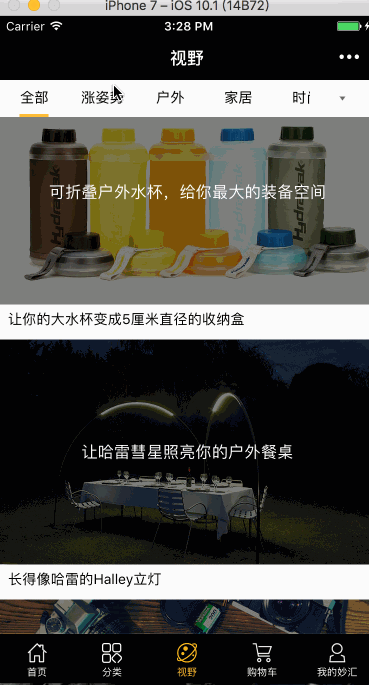 iPhone 7 – iOS 10.1 (14B72)
Carrier 3:28 PM
视野
全部 涨姿势 户外 家居
可折叠户外水杯，给你最大的装备空间
Hydrapak
让你的大水杯变成5厘米直径的收纳盒
让哈雷彗星照亮你的户外餐桌
长得像哈雷的Halley立灯
首页 分类 视野 购物车 我的妙汇